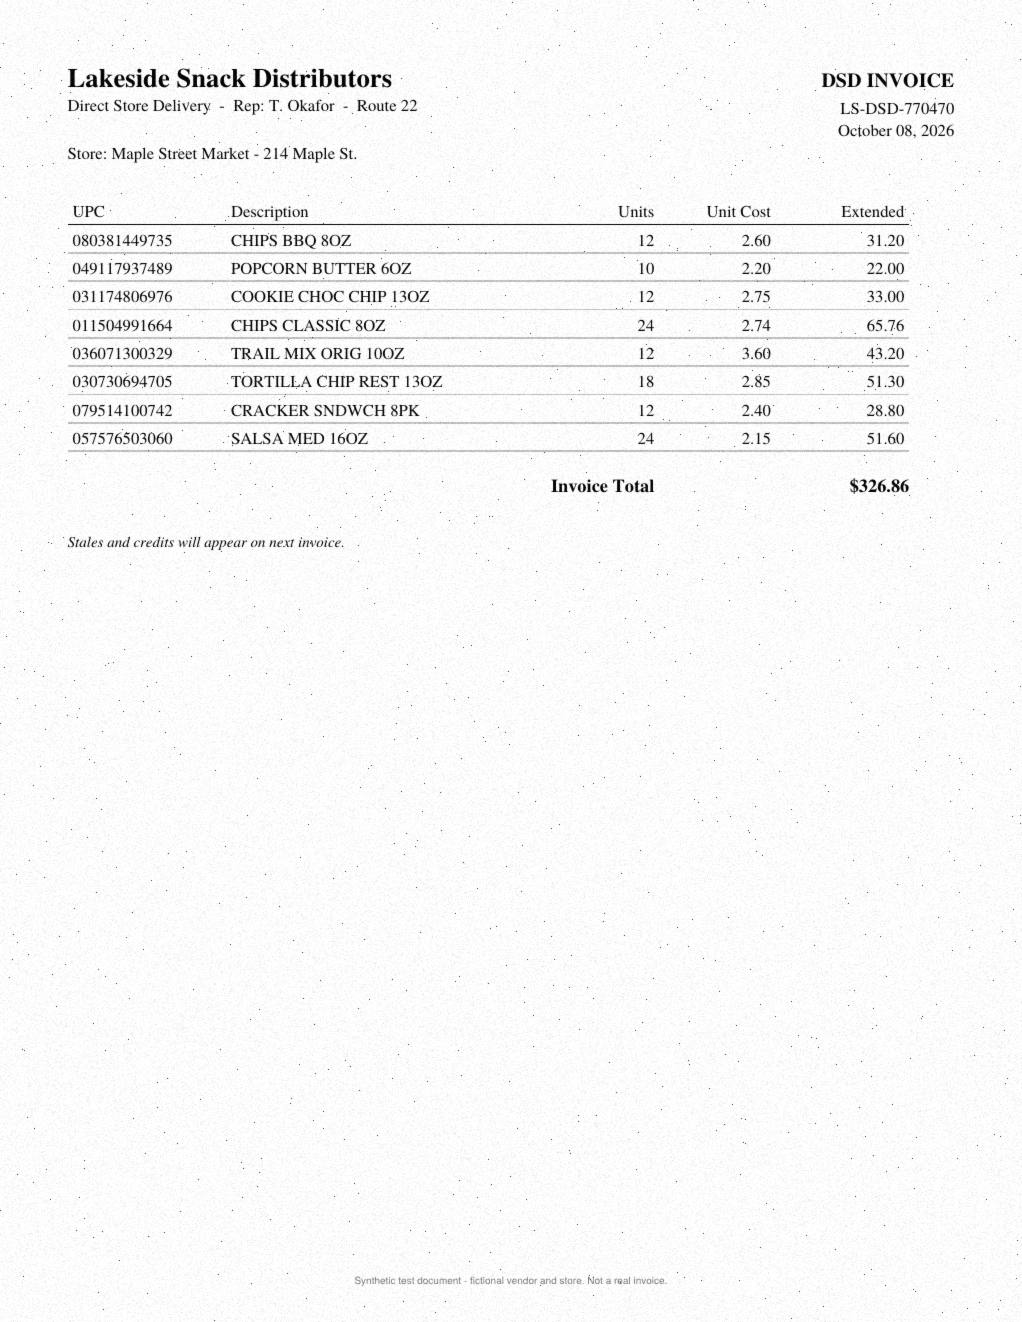 Lakeside Snack Distributors
DSD INVOICE
Direct Store Delivery - Rep: T. Okafor - Route 22
LS-DSD-770470
October 08, 2026
Store: Maple Street Market - 214 Maple St.
UPC Description Units Unit Cost Extended
080381449735 CHIPS BBQ 8OZ 12 2.60 31.20
049117937489 POPCORN BUTTER 6OZ 10 2.20 22.00
031174806976 COOKIE CHOC CHIP 13OZ 12 2.75 33.00
011504991664 CHIPS CLASSIC 8OZ 24 2.74 65.76
036071300329 TRAIL MIX ORIG 10OZ 12 3.60 43.20
030730694705 TORTILLA CHIP REST 13OZ 18 2.85 51.30
079514100742 CRACKER SNDWCH 8PK 12 2.40 28.80
057576503060 SALSA MED 16OZ 24 2.15 51.60
Invoice Total $326.86
Stales and credits will appear on next invoice.
Synthetic test document - fictional vendor and store. Not a real invoice.